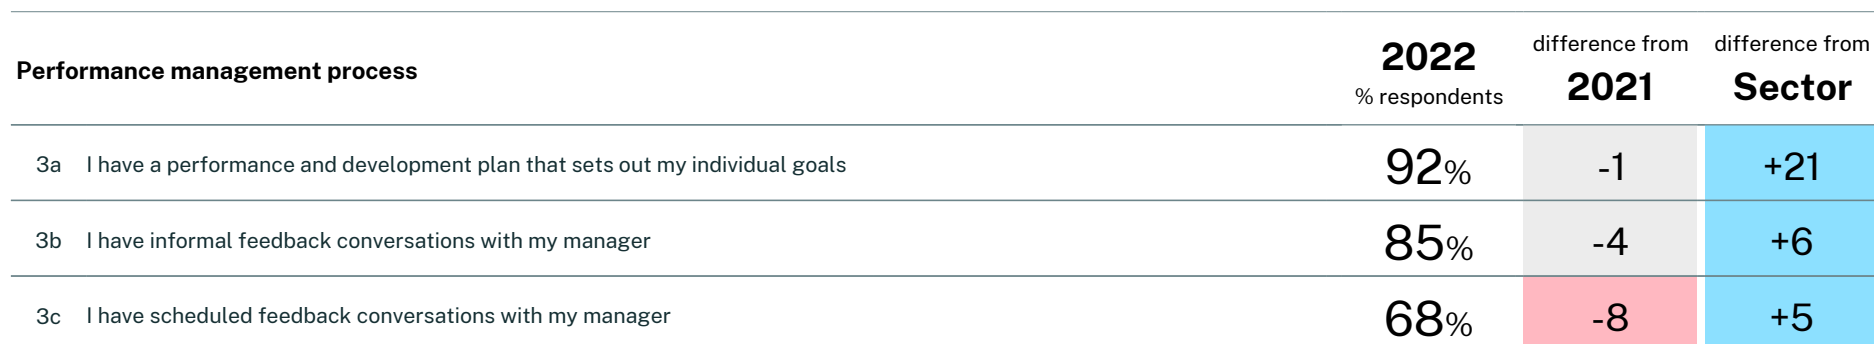 Performance management process
2022
% respondents
difference from
2021
difference from
Sector
3a I have a performance and development plan that sets out my individual goals 92% -1 +21
3b I have informal feedback conversations with my manager 85% -4 +6
3c I have scheduled feedback conversations with my manager 68% -8 +5